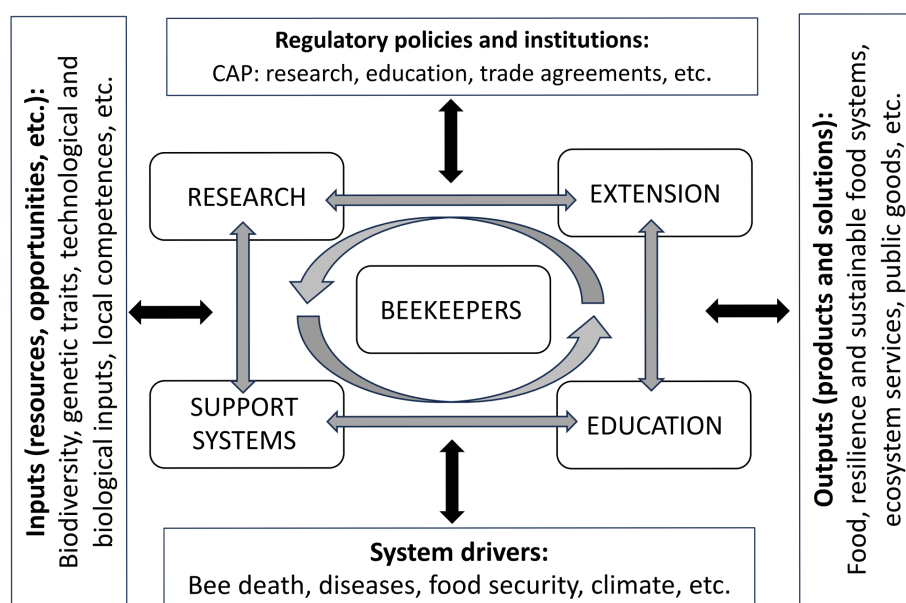 Regulatory policies and institutions:
CAP: research, education, trade agreements, etc.
Inputs (resources, opportunities, etc.):
Biodiversity, genetic traits, technological and
biological inputs, local competences, etc.
RESEARCH
EXTENSION
BEEKEEPERS
SUPPORT
SYSTEMS
EDUCATION
Outputs (products and solutions):
Food, resilience and sustainable food systems,
ecosystem services, public goods, etc.
System drivers:
Bee death, diseases, food security, climate, etc.